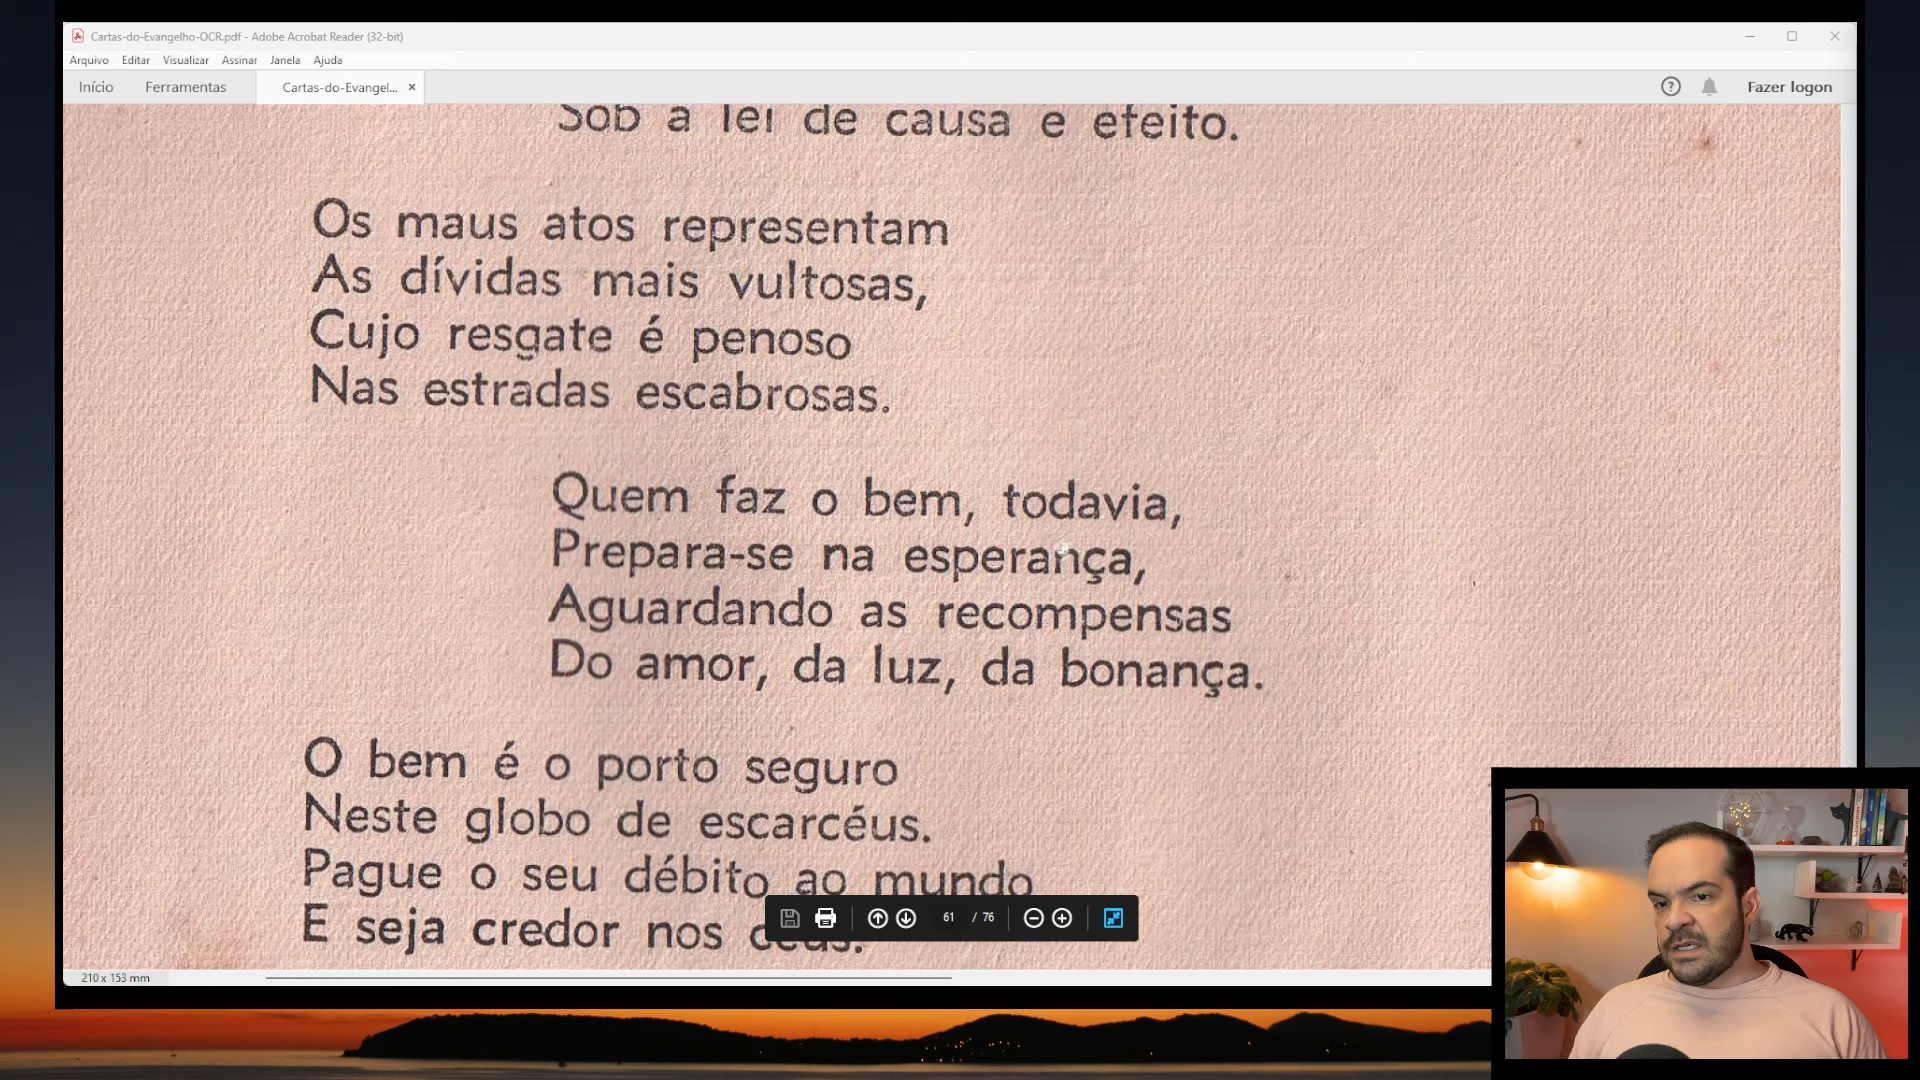 Cartas-do-Evangelho-OCR.pdf - Adobe Acrobat Reader (32-bit)
Arquivo Editar Visualizar Assinar Janela Ajuda
Início Ferramentas Cartas-do-Evangel... × Fazer logon
Sob a lei de causa e efeito.
Os maus atos representam
As dívidas mais vultosas,
Cujo resgate é penoso
Nas estradas escabrosas.
Quem faz o bem, todavia,
Prepara-se na esperança,
Aguardando as recompensas
Do amor, da luz, da bonança.
O bem é o porto seguro
Neste globo de escarcéus.
Pague o seu débito ao mundo
E seja credor nos céus.
61 / 76
210 x 153 mm